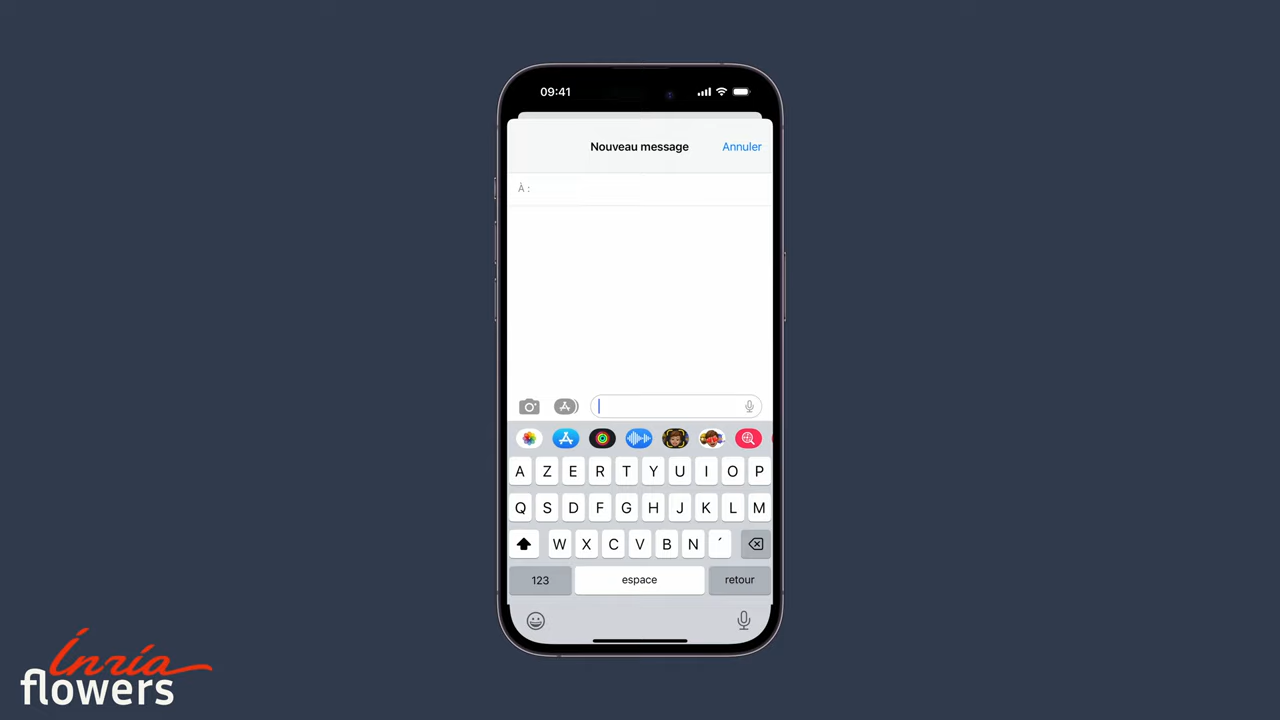 09:41
Nouveau message
Annuler
À :
A Z E R T Y U I O P
Q S D F G H J K L M
W X C V B N ´
123 espace retour
Inria
flowers